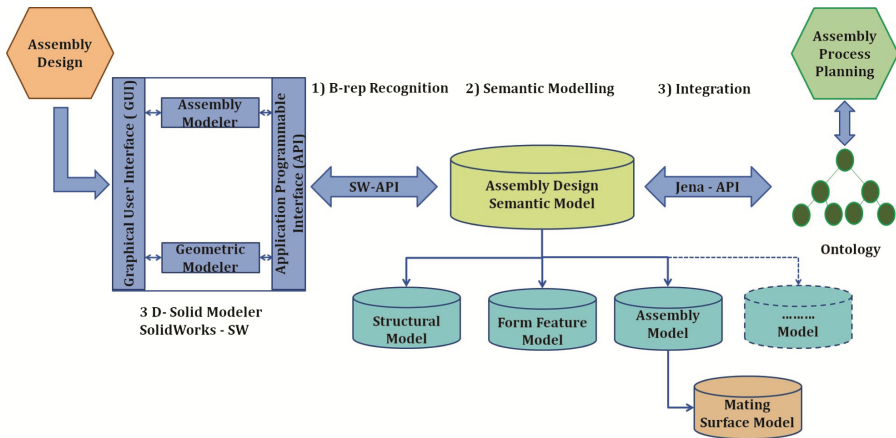 Assembly
Design
Graphical User Interface ( GUI)
Assembly
Modeler
Geometric
Modeler
Application Programmable
Interface (API)
3 D- Solid Modeler
SolidWorks - SW
1) B-rep Recognition
2) Semantic Modelling
3) Integration
SW-API
Assembly Design
Semantic Model
Jena - API
Assembly
Process
Planning
Ontology
Structural
Model
Form Feature
Model
Assembly
Model
.........
Model
Mating
Surface Model